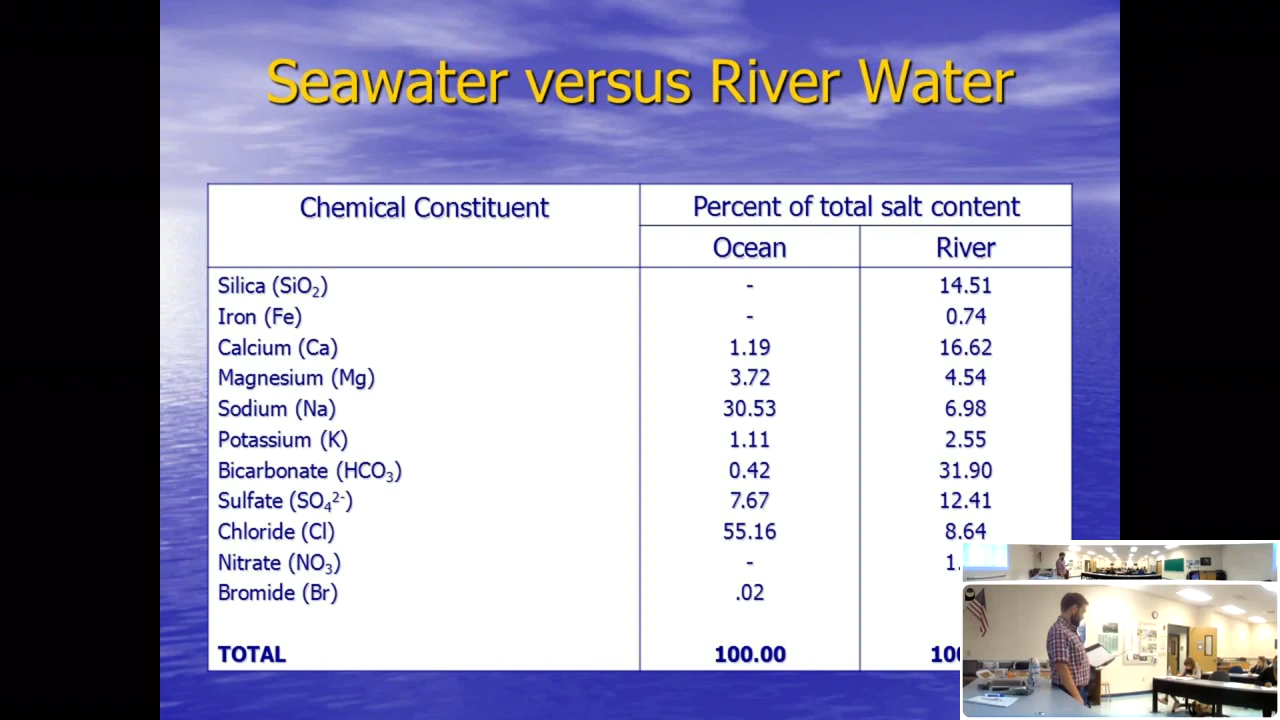 Seawater versus River Water
Chemical Constituent Percent of total salt content
Ocean River
Silica (SiO₂) - 14.51
Iron (Fe) - 0.74
Calcium (Ca) 1.19 16.62
Magnesium (Mg) 3.72 4.54
Sodium (Na) 30.53 6.98
Potassium (K) 1.11 2.55
Bicarbonate (HCO₃) 0.42 31.90
Sulfate (SO₄²⁻) 7.67 12.41
Chloride (Cl) 55.16 8.64
Nitrate (NO₃) - 1.
Bromide (Br) .02
TOTAL 100.00